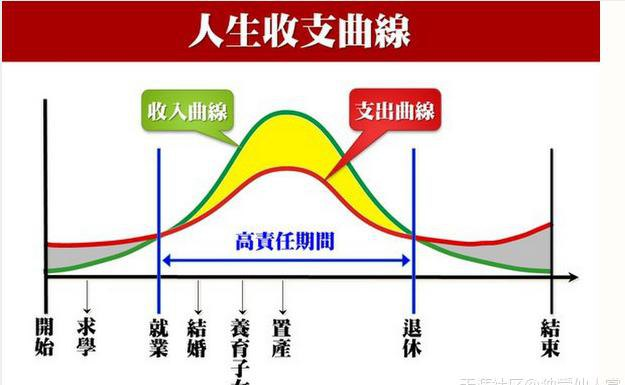 人生收支曲線
收入曲線
支出曲線
高責任期間
開始
求學
就業
結婚
養育子女
置產
退休
結束